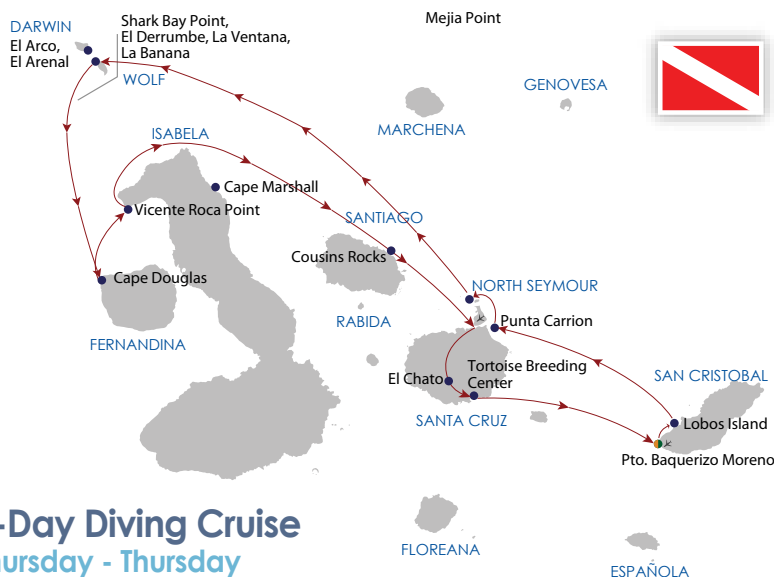 DARWIN
El Arco,
El Arenal
Shark Bay Point,
El Derrumbe, La Ventana,
La Banana
WOLF
Mejia Point
GENOVESA
MARCHENA
ISABELA
Cape Marshall
Vicente Roca Point
SANTIAGO
Cousins Rocks
Cape Douglas
NORTH SEYMOUR
RABIDA
Punta Carrion
FERNANDINA
El Chato
Tortoise Breeding
Center
SAN CRISTOBAL
SANTA CRUZ
Lobos Island
Pto. Baquerizo Moreno
-Day Diving Cruise
hursday - Thursday
FLOREANA
ESPAÑOLA